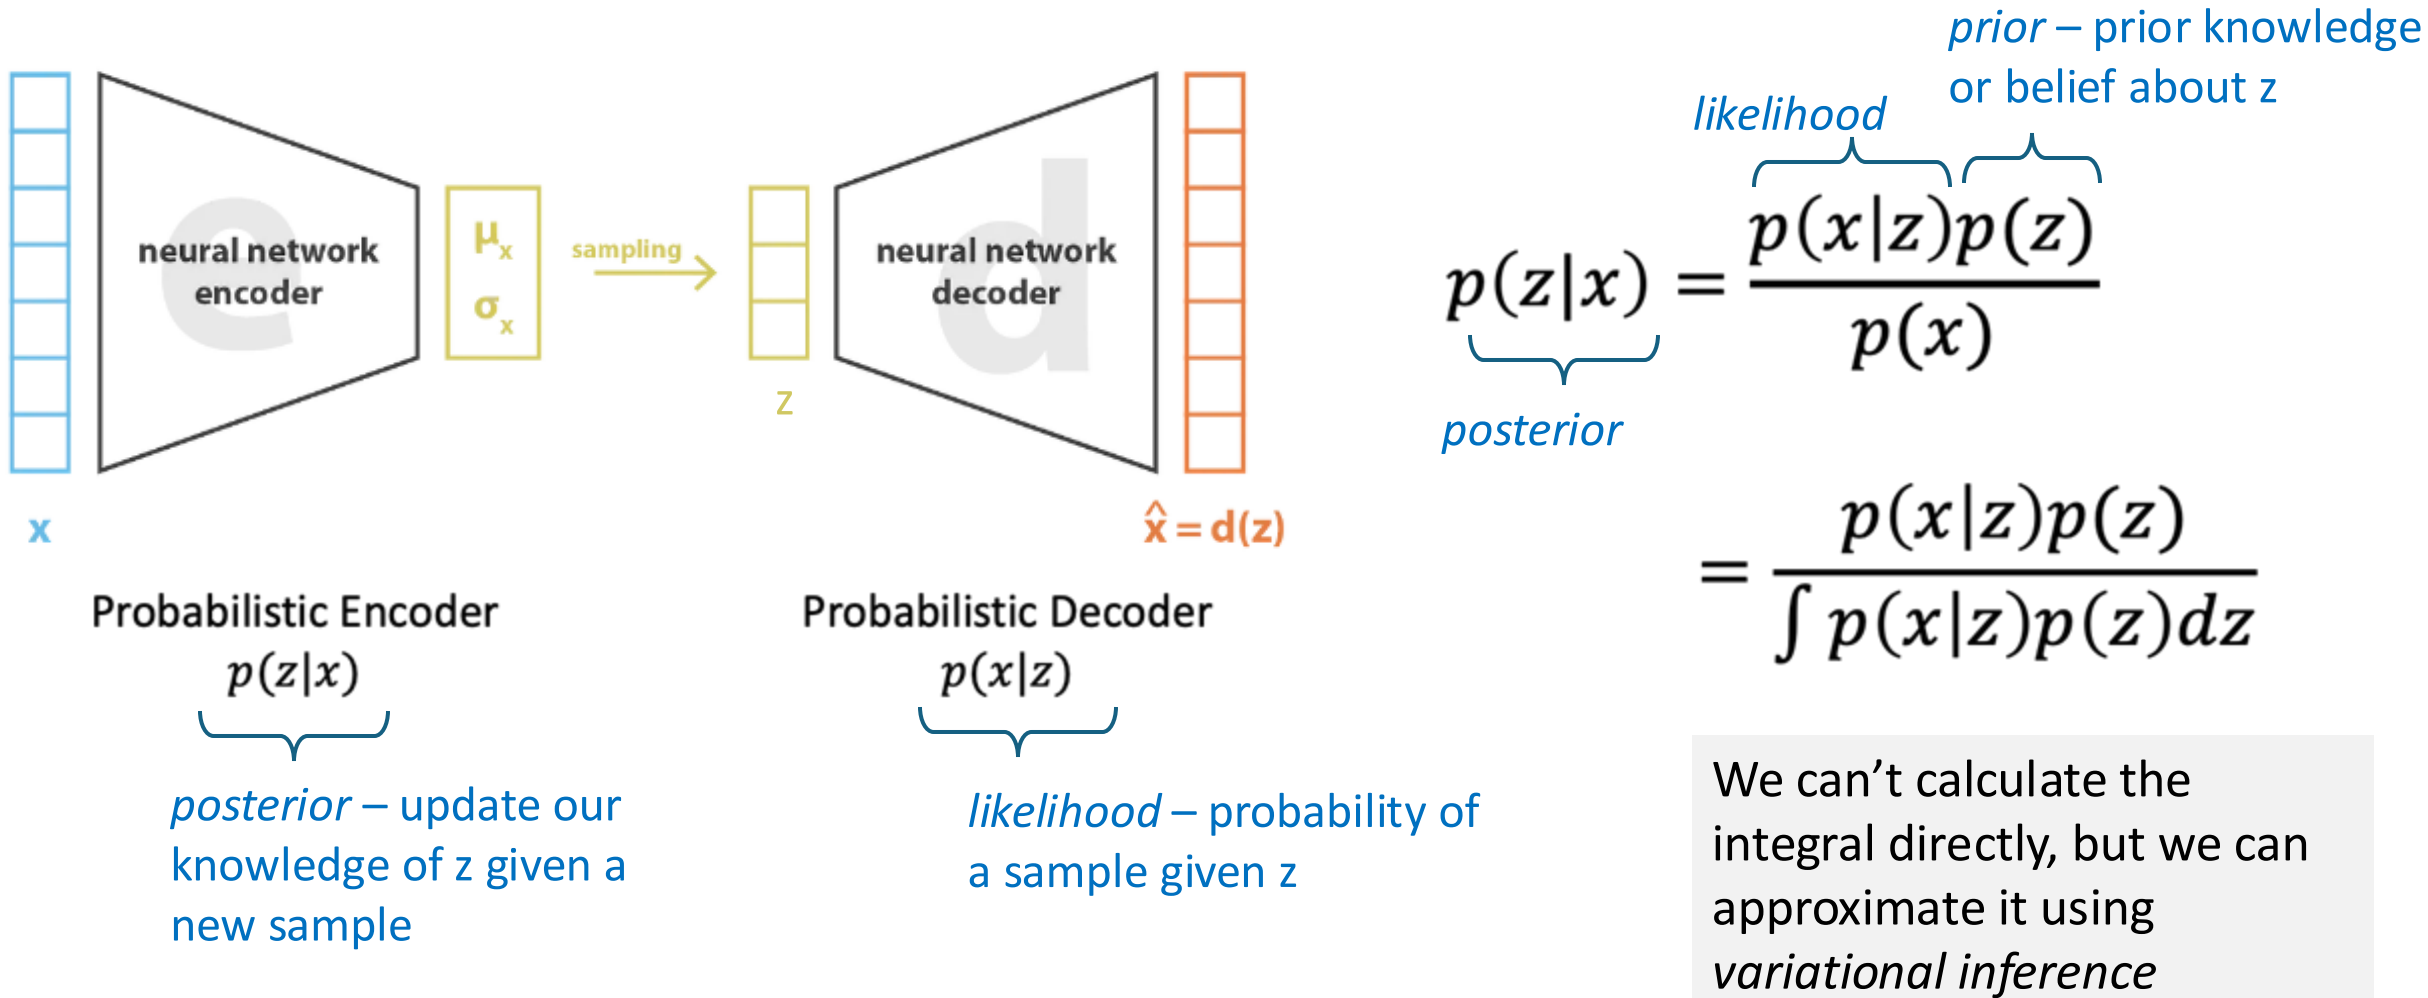 neural network
encoder
e
μx
σx
sampling
z
neural network
decoder
d
x
x̂ = d(z)
Probabilistic Encoder
p(z|x)
posterior – update our
knowledge of z given a
new sample
Probabilistic Decoder
p(x|z)
likelihood – probability of
a sample given z
prior – prior knowledge
or belief about z
likelihood
p(z|x) = p(x|z)p(z) / p(x)
posterior
= p(x|z)p(z) / ∫ p(x|z)p(z)dz
We can’t calculate the
integral directly, but we can
approximate it using
variational inference